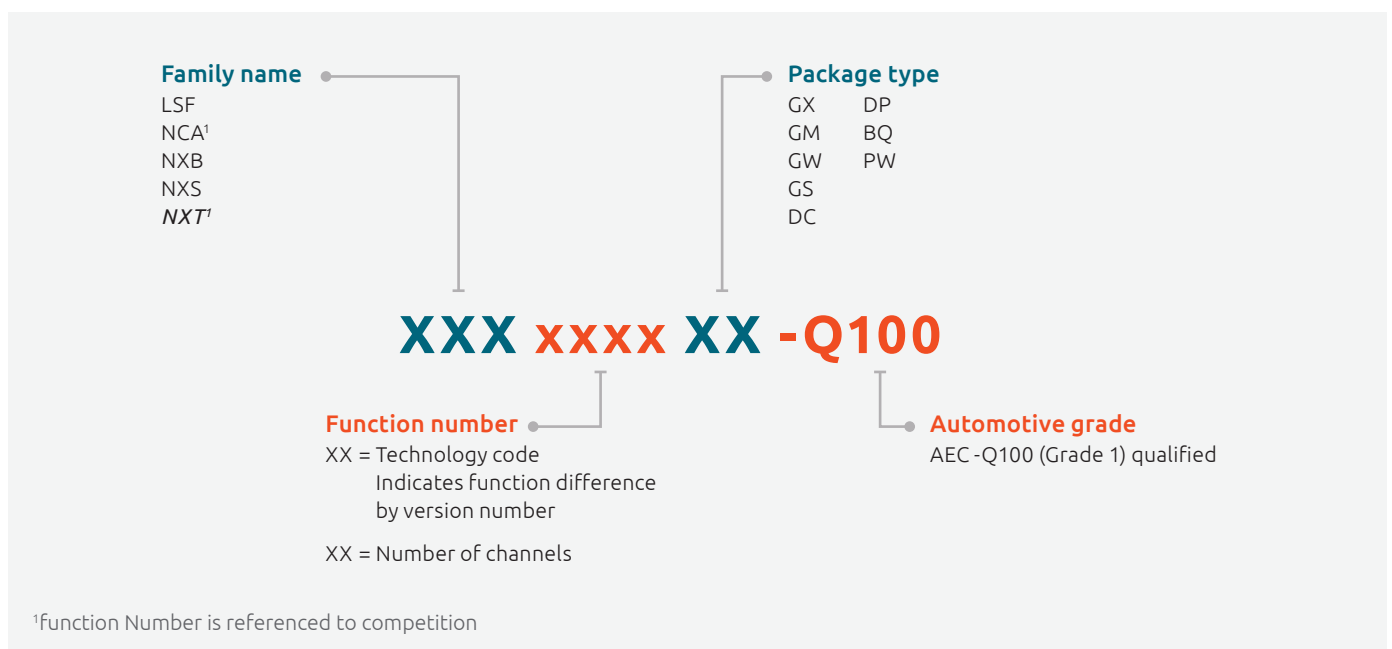 Family name
LSF
NCA¹
NXB
NXS
NXT¹
Package type
GX DP
GM BQ
GW PW
GS
DC
XXX xxxx XX -Q100
Function number
XX = Technology code
Indicates function difference
by version number
XX = Number of channels
Automotive grade
AEC -Q100 (Grade 1) qualified
¹function Number is referenced to competition